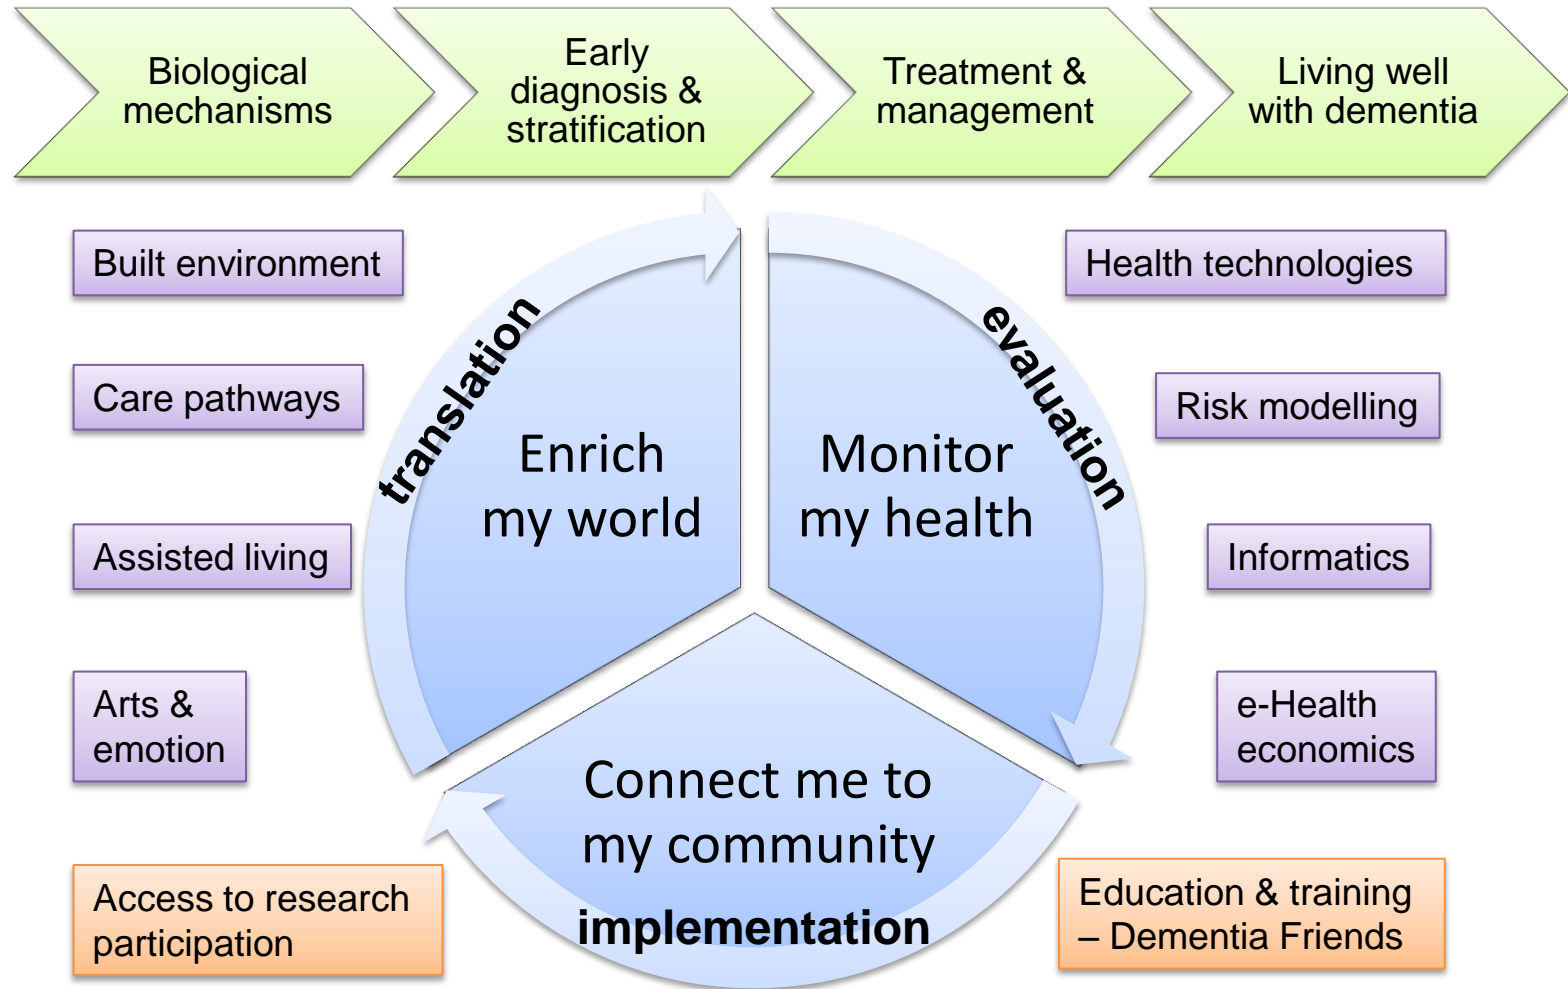 Biological
mechanisms
Early
diagnosis &
stratification
Treatment &
management
Living well
with dementia
Built environment
Care pathways
Assisted living
Arts &
emotion
Access to research
participation
translation
Enrich
my world
evaluation
Monitor
my health
Connect me to
my community
implementation
Health technologies
Risk modelling
Informatics
e-Health
economics
Education & training
– Dementia Friends